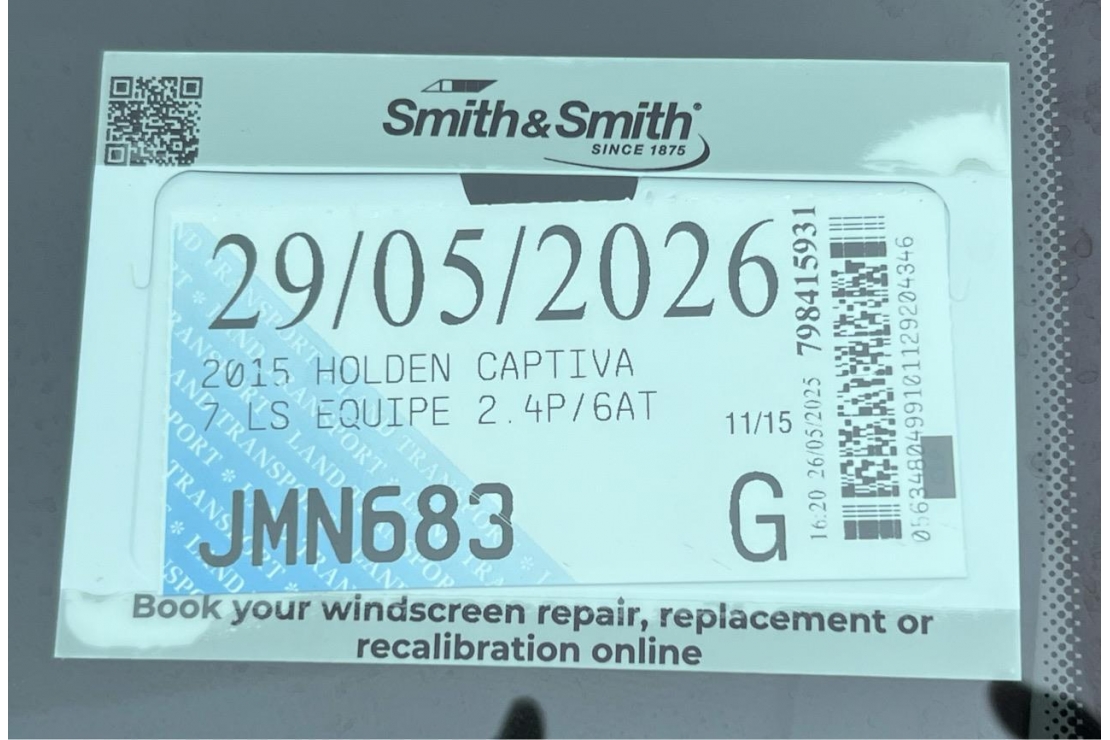 Smith&Smith®
SINCE 1875
29/05/2026
2015 HOLDEN CAPTIVA
7 LS EQUIPE 2.4P/6AT
11/15
JMN683
G
16:20 26/05/2025 798415931
0563480499101129204346
Book your windscreen repair, replacement or
recalibration online